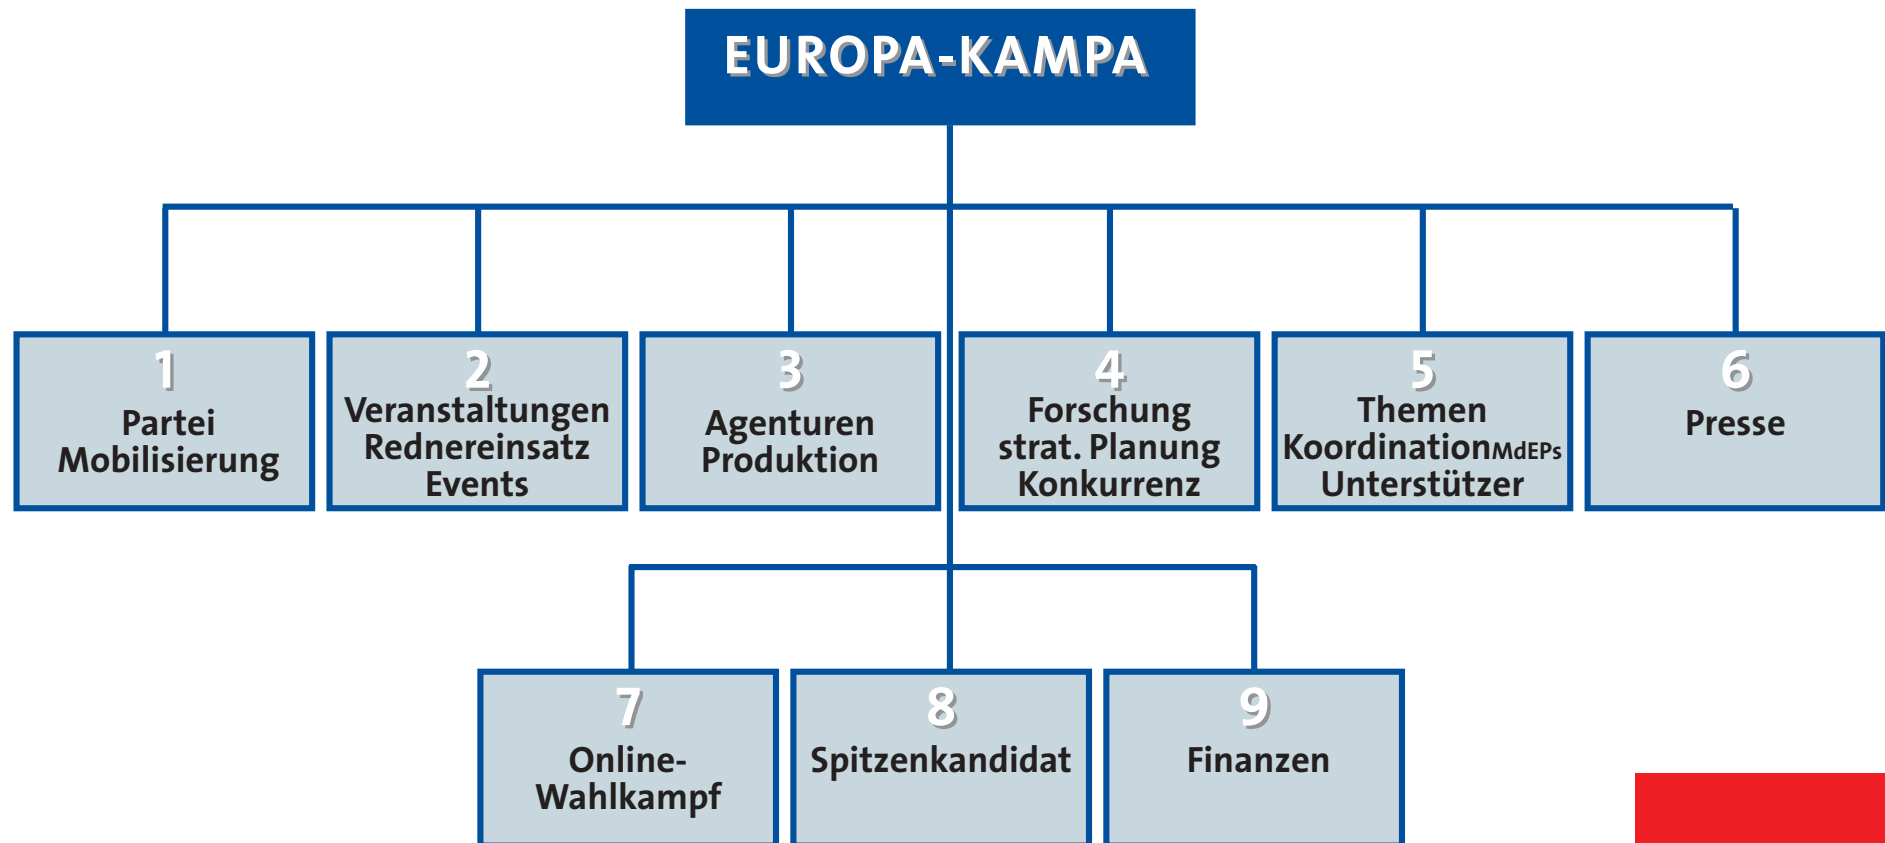 EUROPA-KAMPA
1
Partei
Mobilisierung
2
Veranstaltungen
Rednereinsatz
Events
3
Agenturen
Produktion
4
Forschung
strat. Planung
Konkurrenz
5
Themen
KoordinationMdEPs
Unterstützer
6
Presse
7
Online-
Wahlkampf
8
Spitzenkandidat
9
Finanzen